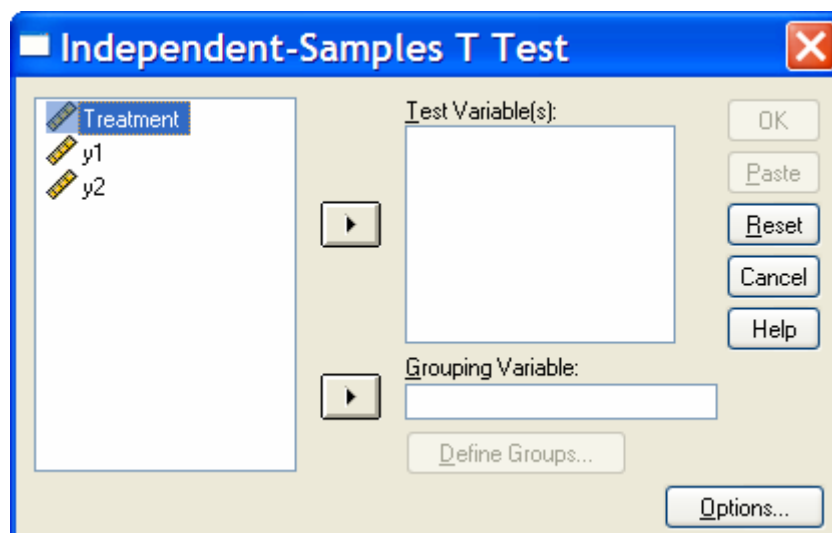 Independent-Samples T Test
Treatment
y1
y2
Test Variable(s):
Grouping Variable:
Define Groups...
OK
Paste
Reset
Cancel
Help
Options...